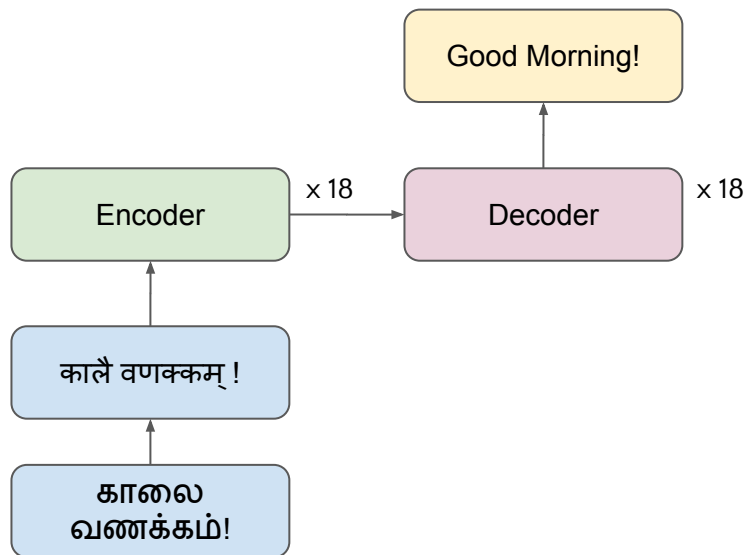 Good Morning!
Encoder
x 18
Decoder
x 18
कालै वणक्कम् !
காலை
வணக்கம்!